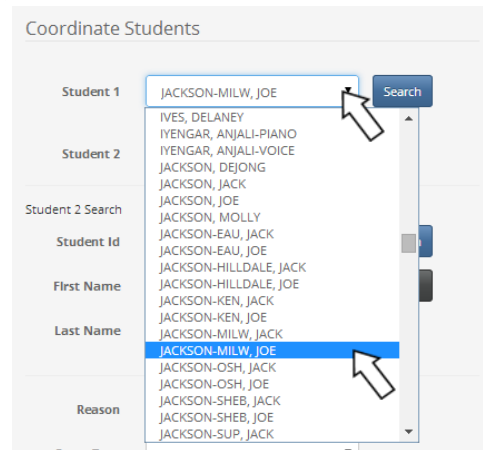 Coordinate Students
Student 1
JACKSON-MILW, JOE
Search
IVES, DELANEY
IYENGAR, ANJALI-PIANO
IYENGAR, ANJALI-VOICE
Student 2
JACKSON, DEJONG
JACKSON, JACK
JACKSON, JOE
Student 2 Search
JACKSON, MOLLY
JACKSON-EAU, JACK
Student Id
JACKSON-EAU, JOE
JACKSON-HILLDALE, JACK
First Name
JACKSON-HILLDALE, JOE
JACKSON-KEN, JACK
JACKSON-KEN, JOE
Last Name
JACKSON-MILW, JACK
JACKSON-MILW, JOE
JACKSON-OSH, JACK
JACKSON-OSH, JOE
JACKSON-SHEB, JACK
Reason
JACKSON-SHEB, JOE
JACKSON-SUP, JACK